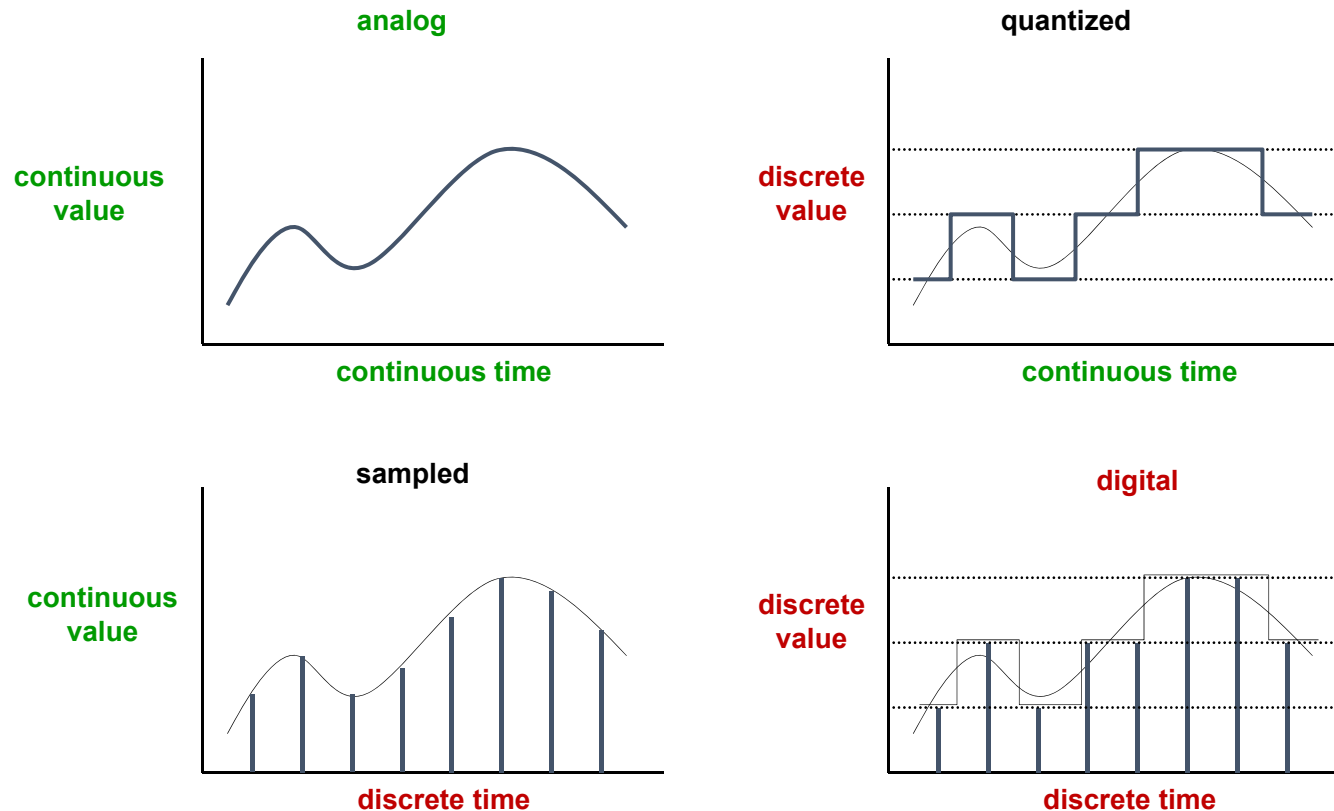 analog
continuous
value
continuous time
quantized
discrete
value
continuous time
sampled
continuous
value
discrete time
digital
discrete
value
discrete time